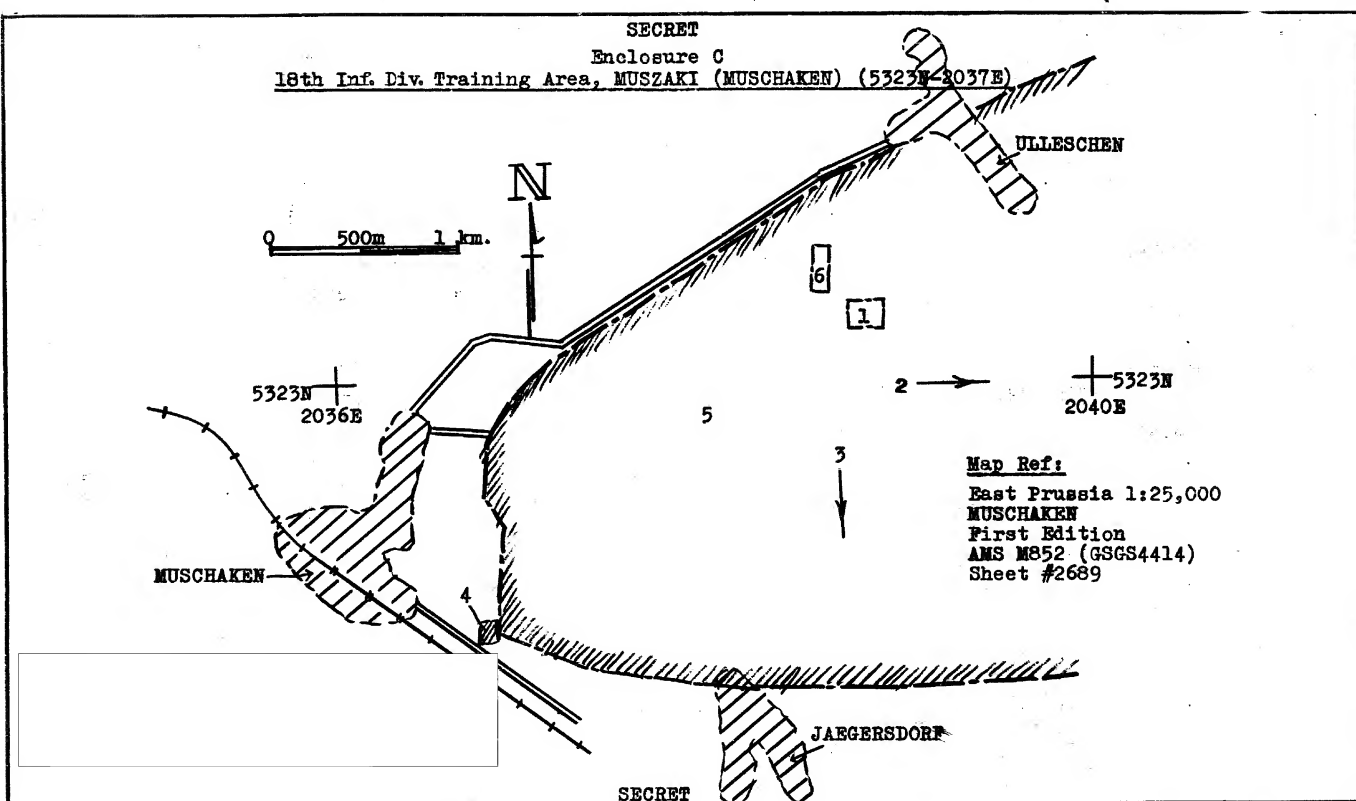 SECRET
Enclosure C
18th Inf. Div. Training Area, MUSZAKI (MUSCHAKEN) (5323N-2037E)
ULLESCHEN
N
0 500m 1 km.
6
1
5323N
2036E
2
5323N
2040E
5
3
Map Ref:
East Prussia 1:25,000
MUSCHAKEN
First Edition
AMS M852 (GSGS4414)
Sheet #2689
MUSCHAKEN
4
JAEGERSDORF
SECRET